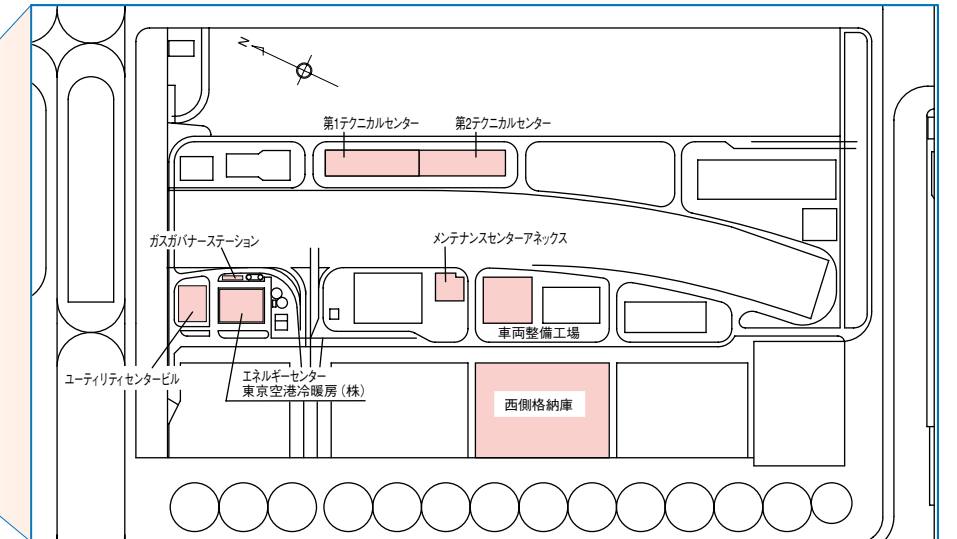 N
第1テクニカルセンター
第2テクニカルセンター
ガスガバナーステーション
メンテナンスセンターアネックス
車両整備工場
ユーティリティセンタービル
エネルギーセンター
東京空港冷暖房（株）
西側格納庫